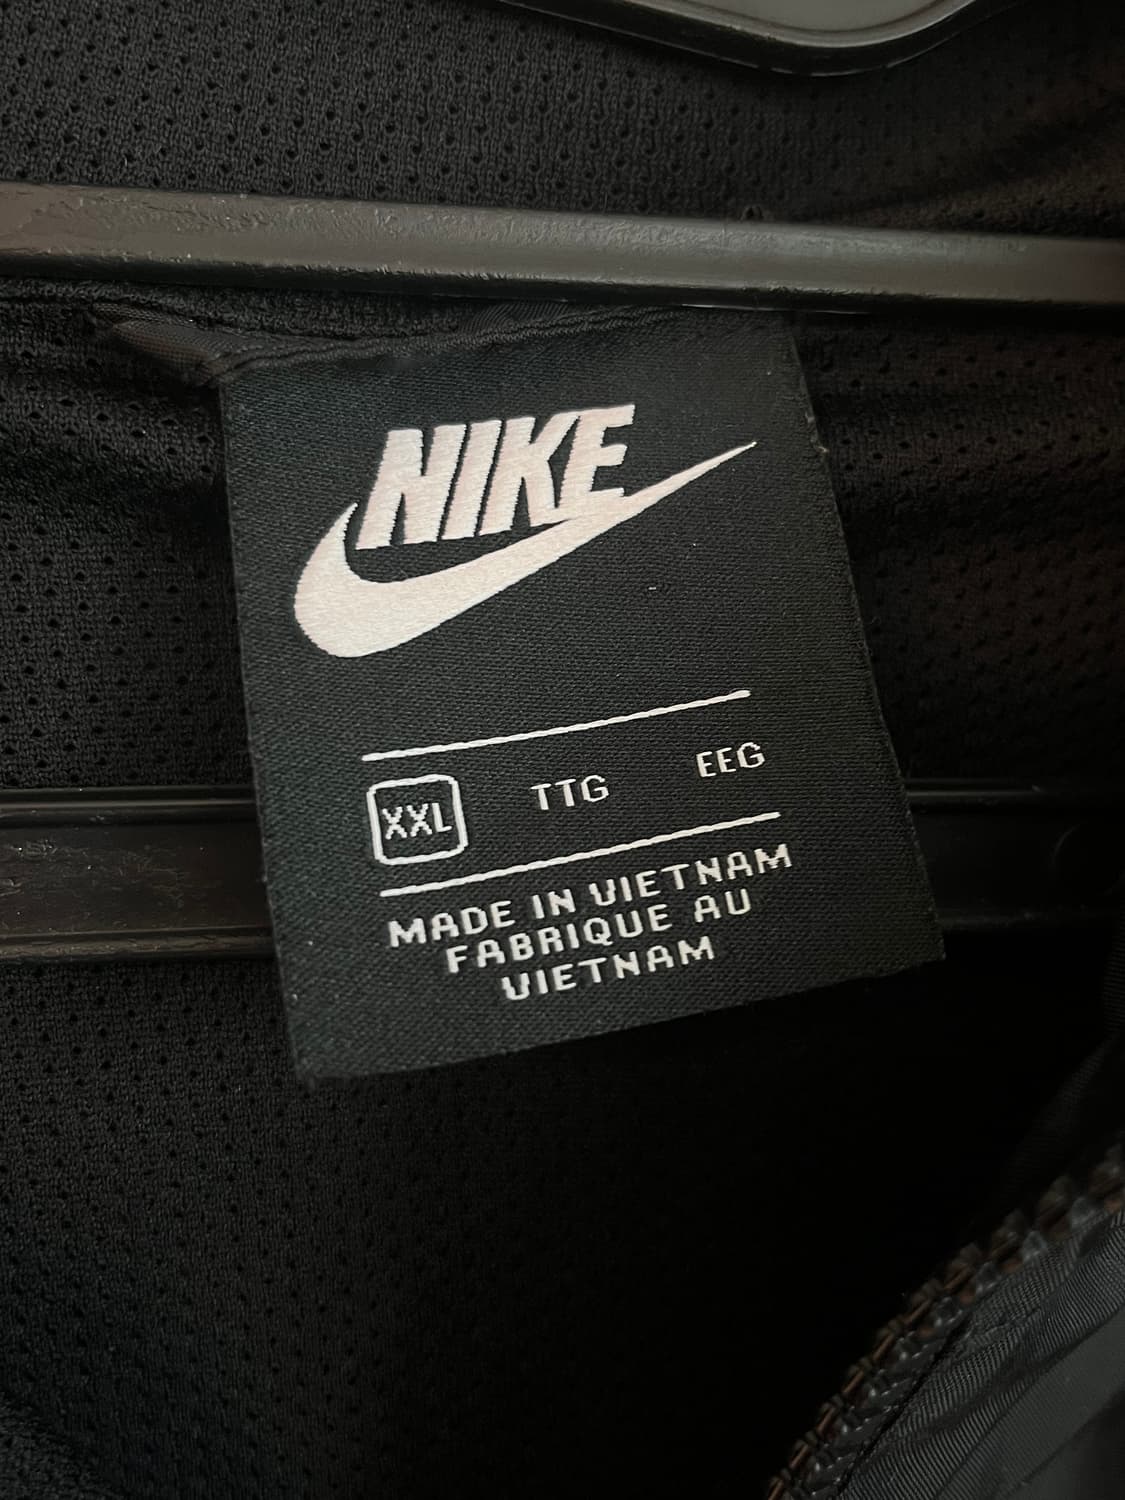 NIKE
XXL TTG EEG
MADE IN VIETNAM
FABRIQUE AU
VIETNAM